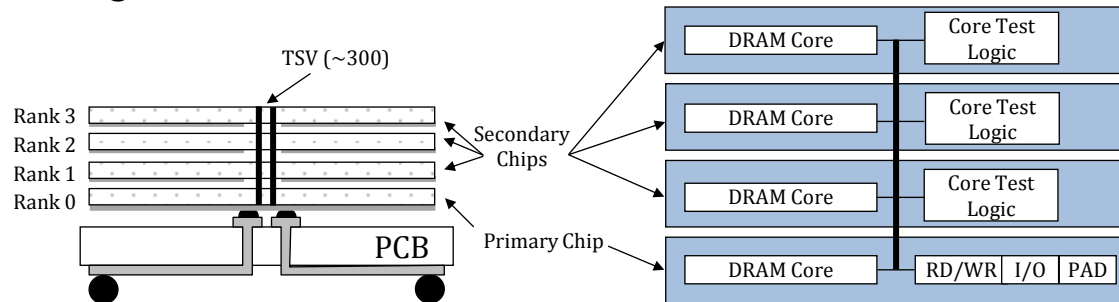 TSV (~300)
Rank 3
Rank 2
Rank 1
Rank 0
Secondary
Chips
Primary Chip
PCB
DRAM Core
Core Test
Logic
DRAM Core
Core Test
Logic
DRAM Core
Core Test
Logic
DRAM Core
RD/WR I/O PAD